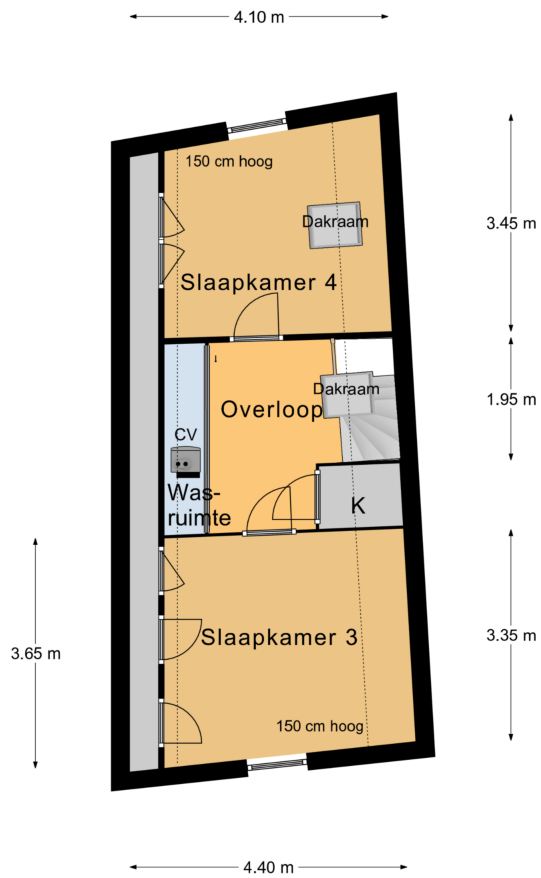 4.10 m
150 cm hoog
Dakraam
3.45 m
Slaapkamer 4
Dakraam
1.95 m
Overloop
CV
Was-
ruimte
K
Slaapkamer 3
3.65 m
3.35 m
150 cm hoog
4.40 m